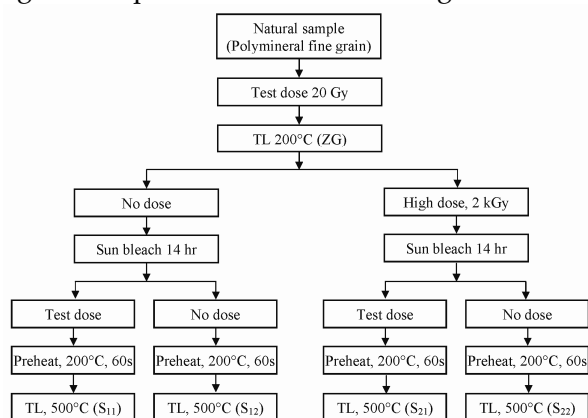 Natural sample
(Polymineral fine grain)
Test dose 20 Gy
TL 200°C (ZG)
No dose
High dose, 2 kGy
Sun bleach 14 hr
Sun bleach 14 hr
Test dose
No dose
Test dose
No dose
Preheat, 200°C, 60s
Preheat, 200°C, 60s
Preheat, 200°C, 60s
Preheat, 200°C, 60s
TL, 500°C (S₁₁)
TL, 500°C (S₁₂)
TL, 500°C (S₂₁)
TL, 500°C (S₂₂)